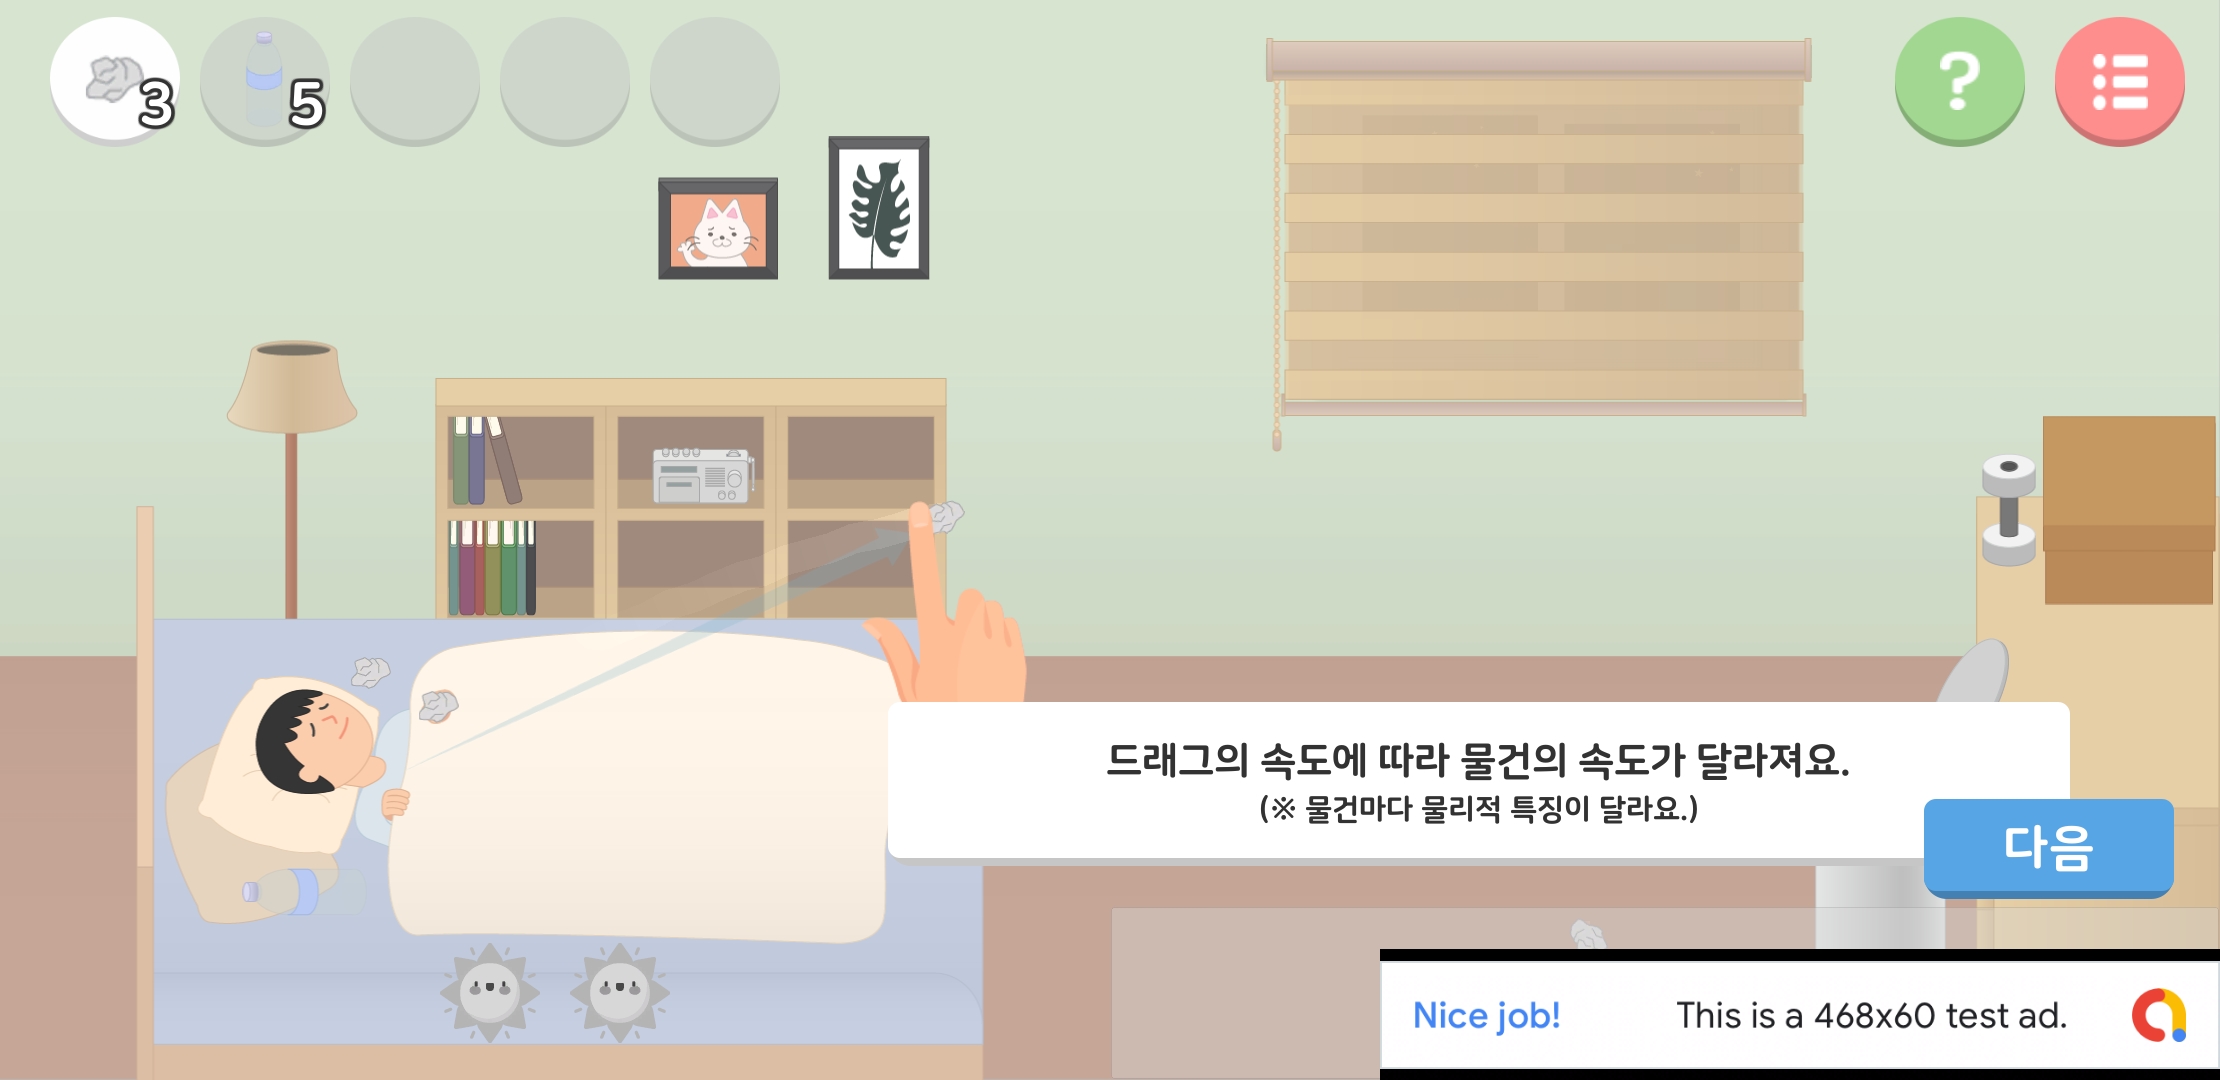 3
5
?
드래그의 속도에 따라 물건의 속도가 달라져요.
(※ 물건마다 물리적 특징이 달라요.)
다음
Nice job! This is a 468x60 test ad.